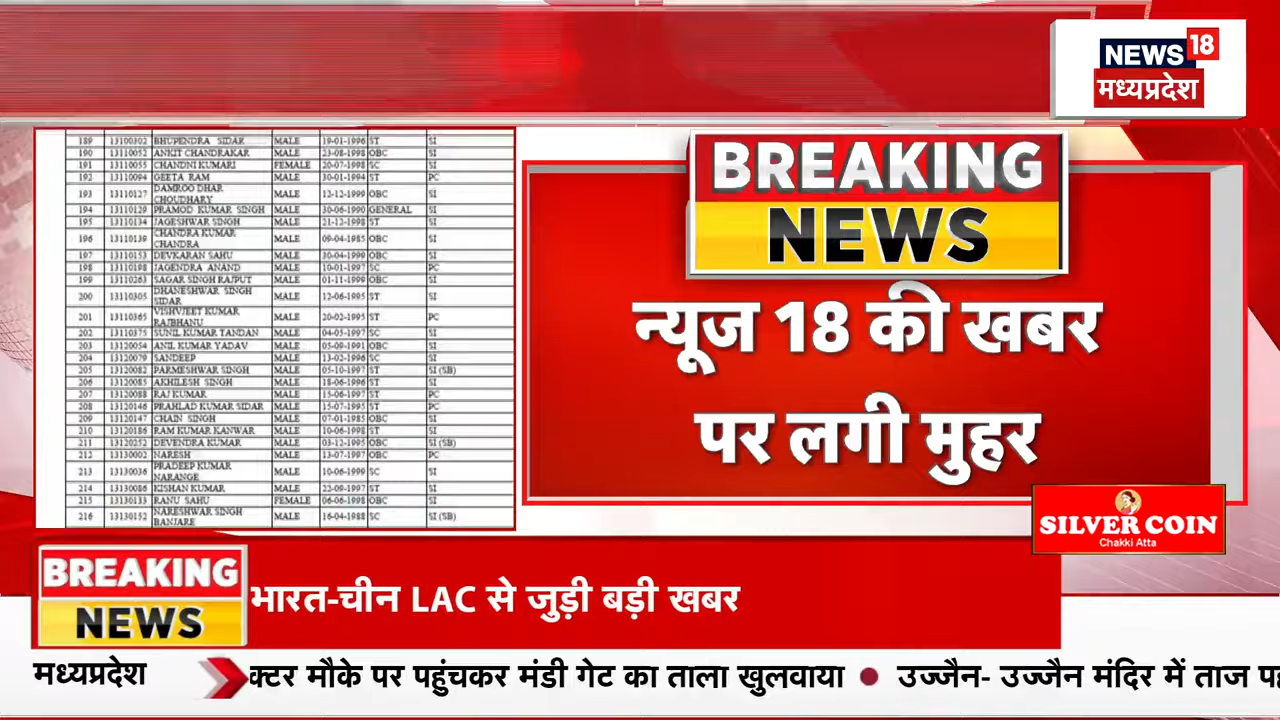 NEWS 18
मध्यप्रदेश
189 13100302 BHUPENDRA SIDAR MALE 19-01-1996 ST SI
190 13110052 ANKIT CHANDRAKAR MALE 23-08-1998 OBC SI
191 13110055 CHANDNI KUMARI FEMALE 20-07-1998 SC SI
192 13110094 GEETA RAM MALE 30-01-1994 ST PC
193 13110127 DAMROO DHAR CHOUDHARY MALE 12-12-1999 OBC SI
194 13110129 PRAMOD KUMAR SINGH MALE 30-06-1990 GENERAL SI
195 13110134 JAGESHWAR SINGH MALE 21-12-1998 ST SI
196 13110139 CHANDRA KUMAR CHANDRA MALE 09-04-1985 OBC SI
197 13110153 DEVKARAN SAHU MALE 30-04-1999 OBC SI
198 13110198 JAGENDRA ANAND MALE 10-01-1997 SC PC
199 13110263 SAGAR SINGH RAJPUT MALE 01-11-1999 OBC SI
200 13110305 DHANESHWAR SINGH SIDAR MALE 12-06-1995 ST SI
201 13110365 VISHVJEET KUMAR RAJBHANU MALE 20-02-1995 ST PC
202 13110375 SUNIL KUMAR TANDAN MALE 04-05-1997 SC SI
203 13120054 ANIL KUMAR YADAV MALE 05-09-1991 OBC SI
204 13120079 SANDEEP MALE 13-02-1996 SC SI
205 13120082 PARMESHWAR SINGH MALE 05-10-1997 ST SI (SB)
206 13120085 AKHILESH SINGH MALE 18-06-1996 ST SI
207 13120088 RAJ KUMAR MALE 15-06-1997 ST PC
208 13120146 PRAHLAD KUMAR SIDAR MALE 15-07-1995 ST PC
209 13120147 CHAIN SINGH MALE 07-01-1985 OBC SI
210 13120186 RAM KUMAR KANWAR MALE 10-06-1998 ST SI
211 13120252 DEVENDRA KUMAR MALE 03-12-1995 OBC SI (SB)
212 13130002 NARESH MALE 13-07-1997 OBC PC
213 13130036 PRADEEP KUMAR NARANGE MALE 10-06-1999 SC SI
214 13130086 KISHAN KUMAR MALE 22-09-1997 ST SI
215 13130133 RANU SAHU FEMALE 06-06-1998 OBC SI
216 13130152 NARESHWAR SINGH BANJARE MALE 16-04-1988 SC SI (SB)
BREAKING
NEWS
न्यूज 18 की खबर
पर लगी मुहर
SILVER COIN
Chakki Atta
BREAKING
NEWS
भारत-चीन LAC से जुड़ी बड़ी खबर
मध्यप्रदेश
क्टर मौके पर पहुंचकर मंडी गेट का ताला खुलवाया ● उज्जैन- उज्जैन मंदिर में ताज